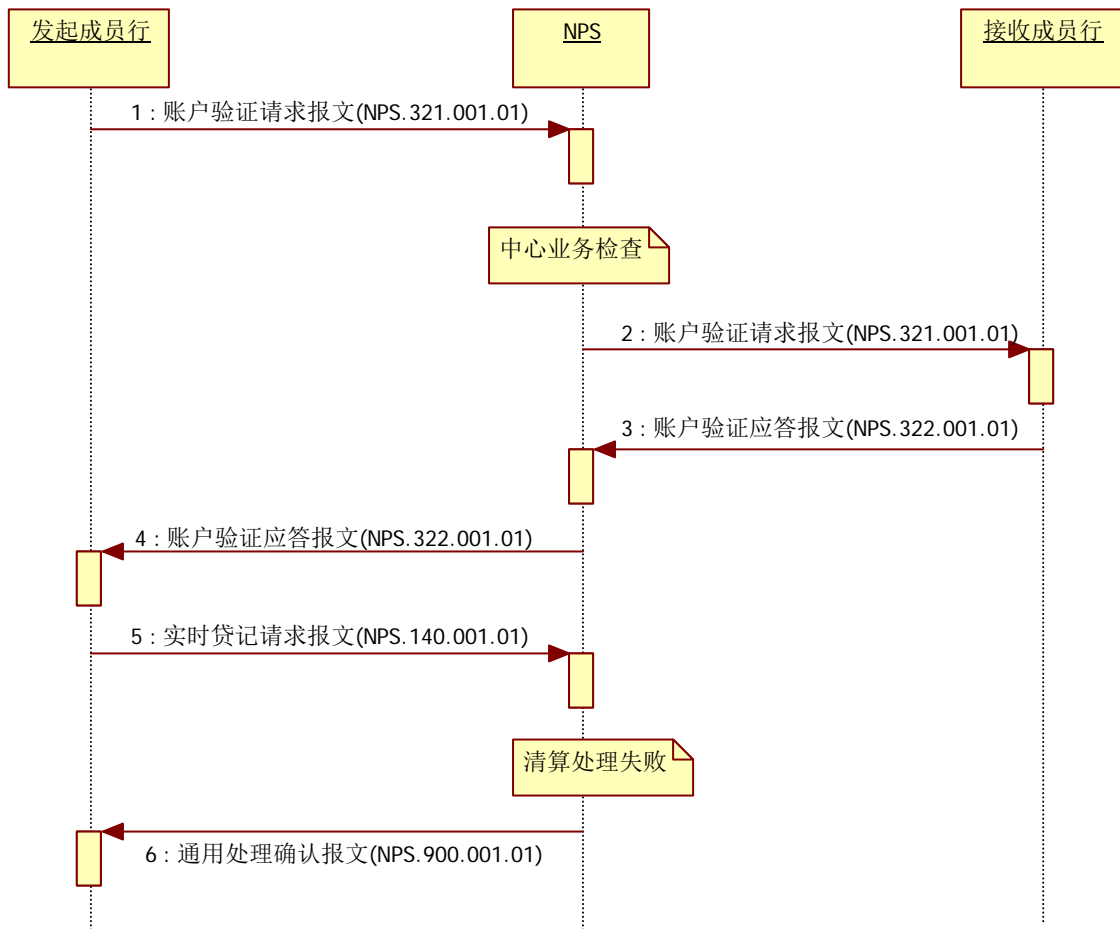 发起成员行
NPS
接收成员行
1 : 账户验证请求报文(NPS.321.001.01)
中心业务检查
2 : 账户验证请求报文(NPS.321.001.01)
3 : 账户验证应答报文(NPS.322.001.01)
4 : 账户验证应答报文(NPS.322.001.01)
5 : 实时贷记请求报文(NPS.140.001.01)
清算处理失败
6 : 通用处理确认报文(NPS.900.001.01)